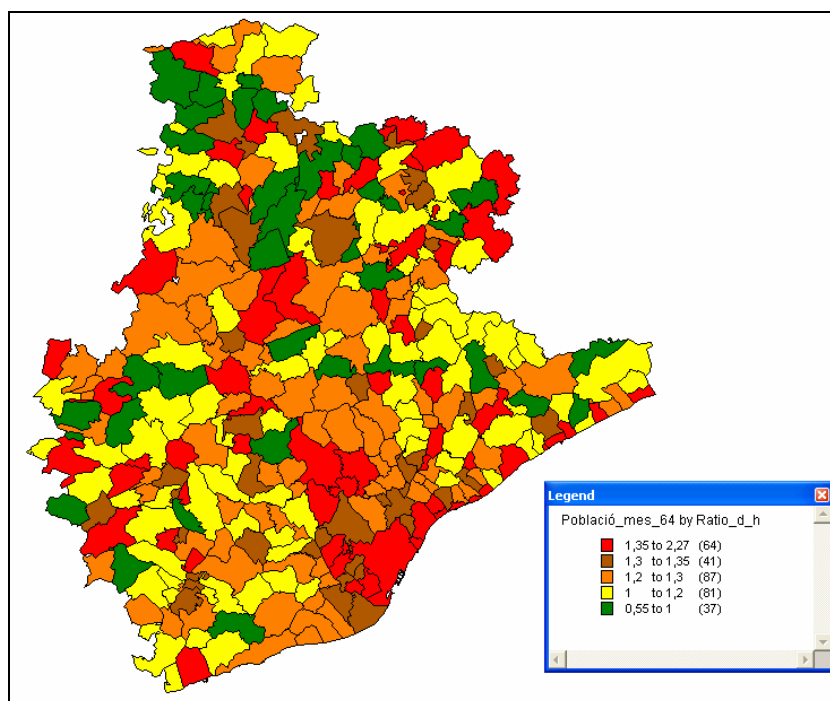 Legend
Població_mes_64 by Ratio_d_h
1,35 to 2,27 (64)
1,3 to 1,35 (41)
1,2 to 1,3 (87)
1 to 1,2 (81)
0,55 to 1 (37)